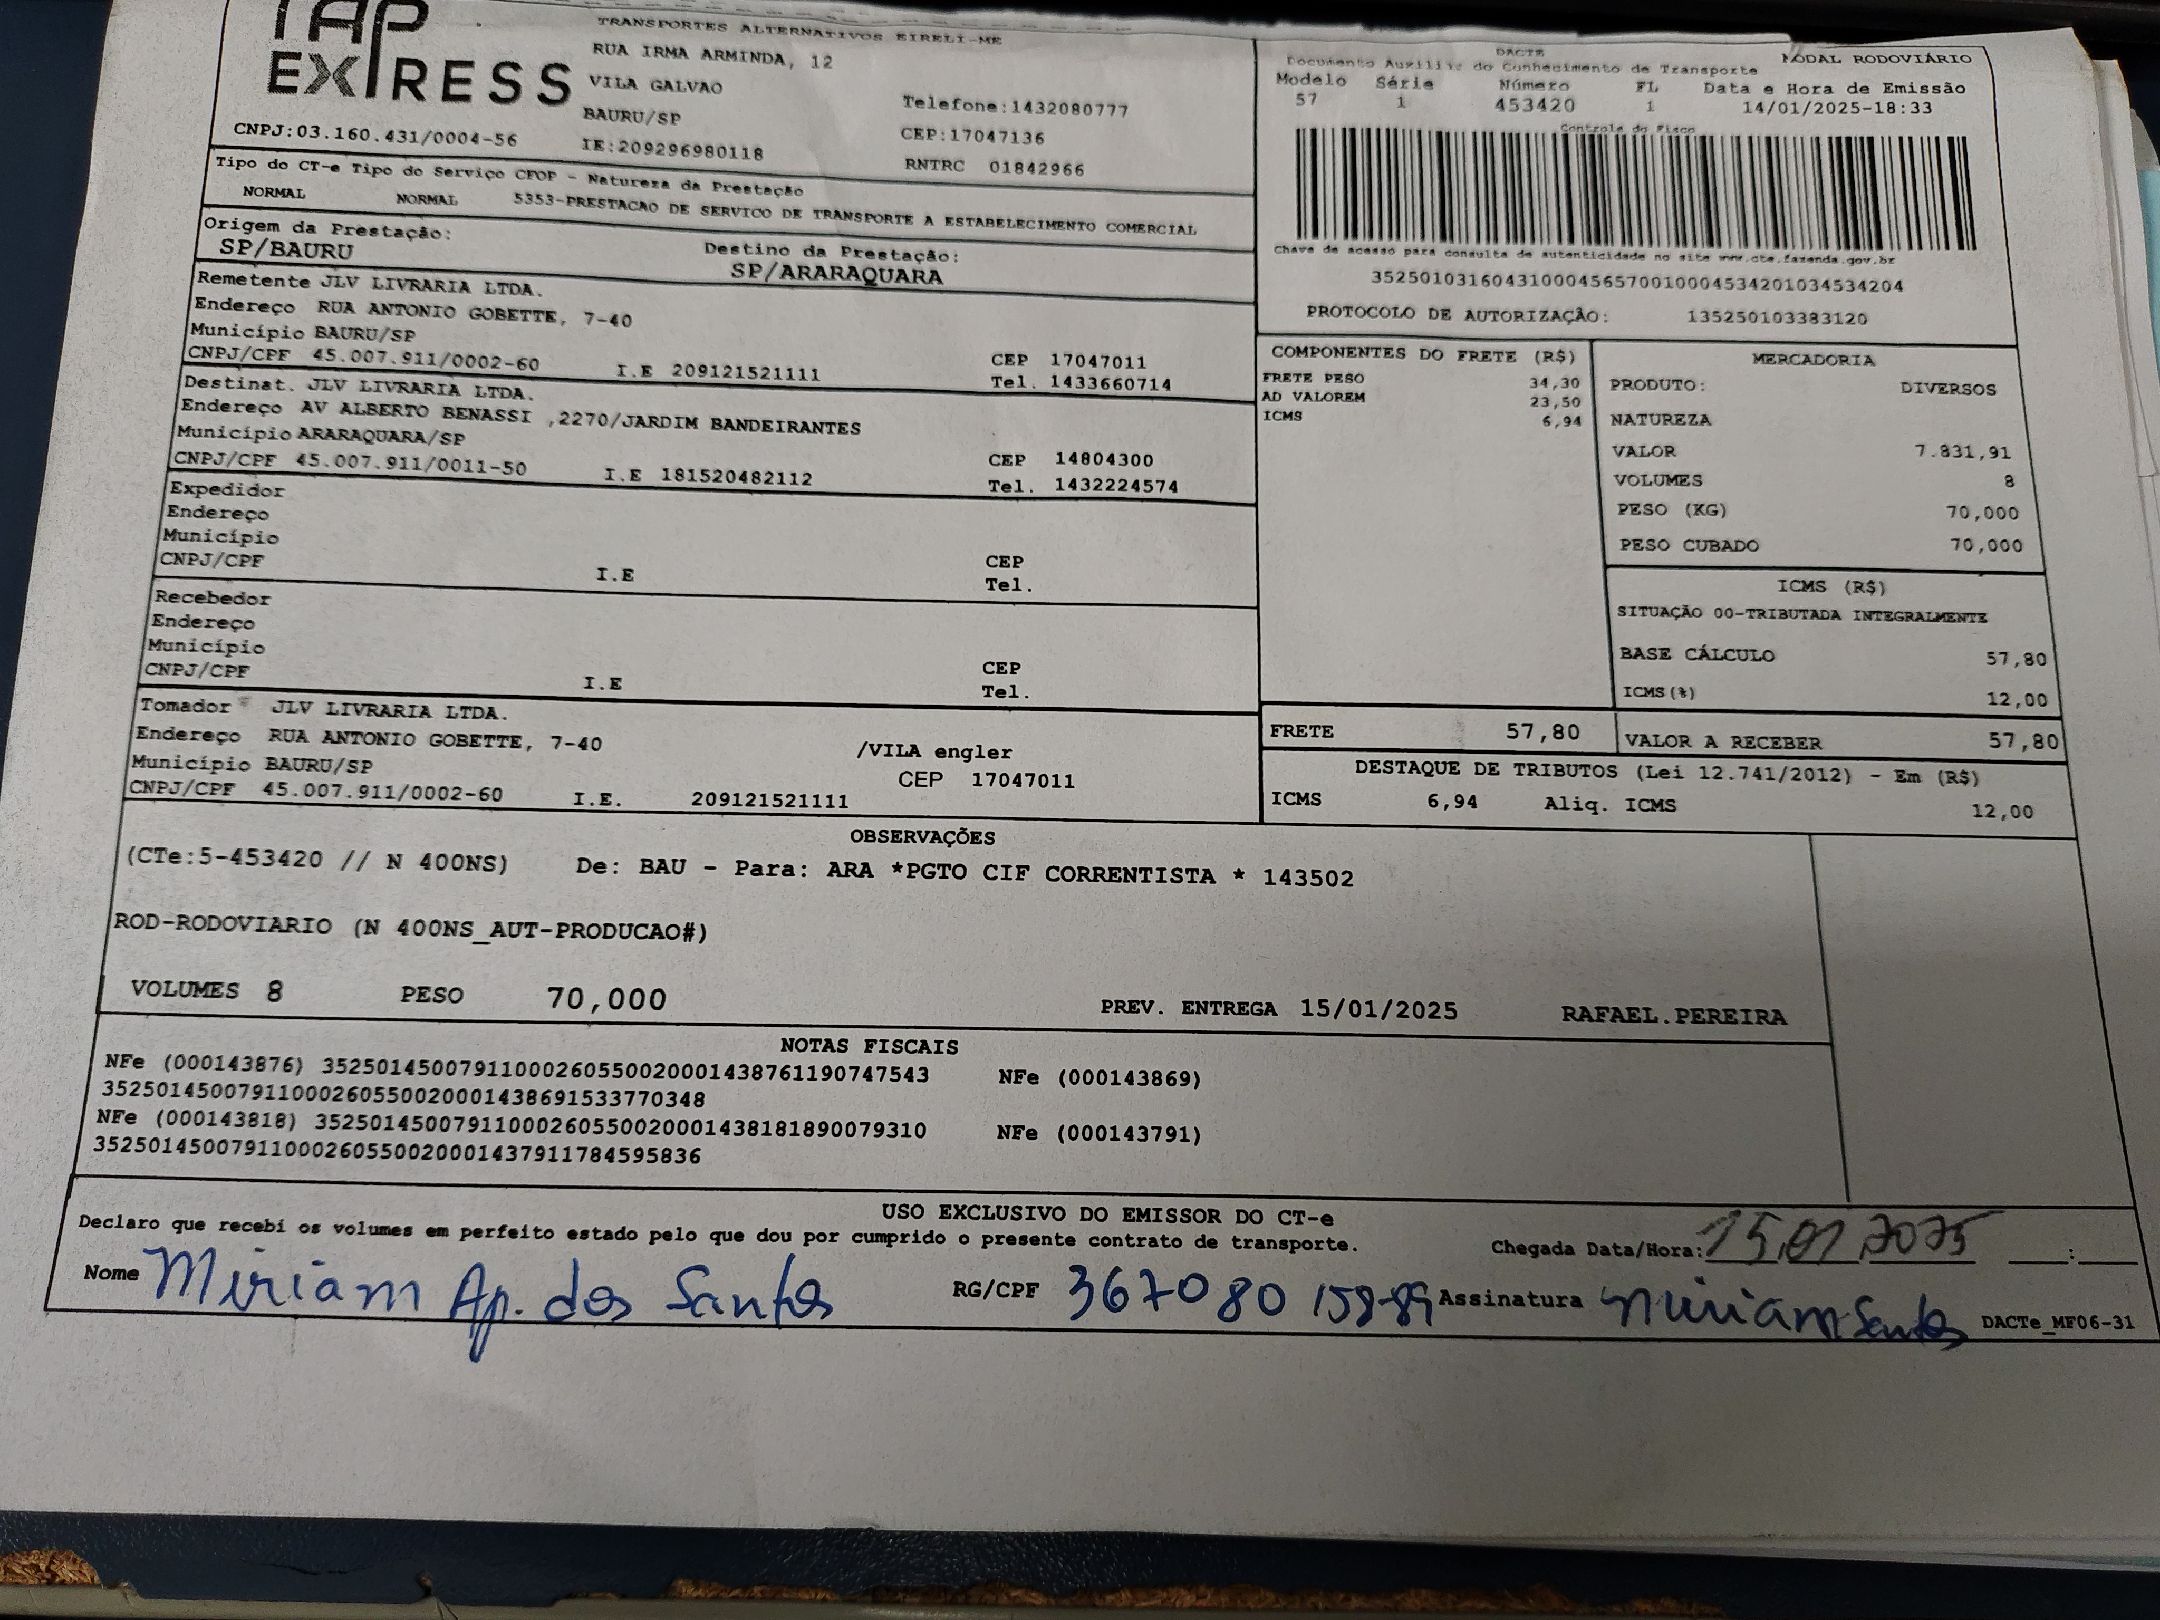 TAP
EXPRESS
TRANSPORTES ALTERNATIVOS EIRELI-ME
RUA IRMA ARMINDA, 12
VILA GALVAO
BAURU/SP
Telefone:1432080777
CEP:17047136
CNPJ:03.160.431/0004-56
IE:209296980118
RNTRC 01842966
Tipo do CT-e Tipo do Serviço CFOP - Natureza da Prestação
NORMAL NORMAL 5353-PRESTACAO DE SERVICO DE TRANSPORTE A ESTABELECIMENTO COMERCIAL
Origem da Prestação:
SP/BAURU
Destino da Prestação:
SP/ARARAQUARA
Remetente JLV LIVRARIA LTDA.
Endereço RUA ANTONIO GOBETTE, 7-40
Município BAURU/SP
CNPJ/CPF 45.007.911/0002-60 I.E 209121521111
CEP 17047011
Tel. 1433660714
Destinat. JLV LIVRARIA LTDA.
Endereço AV ALBERTO BENASSI ,2270/JARDIM BANDEIRANTES
Município ARARAQUARA/SP
CNPJ/CPF 45.007.911/0011-50 I.E 181520482112
CEP 14804300
Tel. 1432224574
Expedidor
Endereço
Município
CNPJ/CPF I.E
CEP
Tel.
Recebedor
Endereço
Município
CNPJ/CPF I.E
CEP
Tel.
Tomador JLV LIVRARIA LTDA.
Endereço RUA ANTONIO GOBETTE, 7-40 /VILA engler
Município BAURU/SP CEP 17047011
CNPJ/CPF 45.007.911/0002-60 I.E. 209121521111
DACTE MODAL RODOVIÁRIO
Documento Auxiliar do Conhecimento de Transporte
Modelo Série Número FL Data e Hora de Emissão
57 1 453420 1 14/01/2025-18:33
Controle do Fisco
Chave de acesso para consulta de autenticidade no site www.cte.fazenda.gov.br
35250103160431000456570010004534201034534204
PROTOCOLO DE AUTORIZAÇÃO: 135250103383120
COMPONENTES DO FRETE (R$)
FRETE PESO 34,30
AD VALOREM 23,50
ICMS 6,94
MERCADORIA
PRODUTO: DIVERSOS
NATUREZA
VALOR 7.831,91
VOLUMES 8
PESO (KG) 70,000
PESO CUBADO 70,000
ICMS (R$)
SITUAÇÃO 00-TRIBUTADA INTEGRALMENTE
BASE CÁLCULO 57,80
ICMS(%) 12,00
FRETE 57,80 VALOR A RECEBER 57,80
DESTAQUE DE TRIBUTOS (Lei 12.741/2012) - Em (R$)
ICMS 6,94 Aliq. ICMS 12,00
OBSERVAÇÕES
(CTe:5-453420 // N 400NS) De: BAU - Para: ARA *PGTO CIF CORRENTISTA * 143502
ROD-RODOVIARIO (N 400NS_AUT-PRODUCAO#)
VOLUMES 8 PESO 70,000 PREV. ENTREGA 15/01/2025 RAFAEL.PEREIRA
NOTAS FISCAIS
NFe (000143876) 35250145007911000260550020001438761190747543 NFe (000143869)
35250145007911000260550020001438691533770348
NFe (000143818) 35250145007911000260550020001438181890079310 NFe (000143791)
35250145007911000260550020001437911784595836
USO EXCLUSIVO DO EMISSOR DO CT-e
Declaro que recebi os volumes em perfeito estado pelo que dou por cumprido o presente contrato de transporte.
Chegada Data/Hora: 15.01.2025 :
Nome Miriam Ap. dos Santos RG/CPF 367080158-89 Assinatura Miriam Santos DACTe_MF06-31